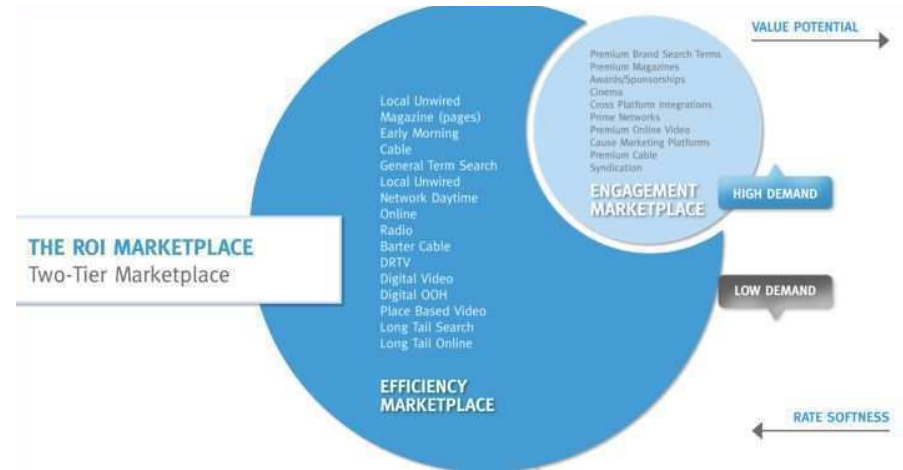 VALUE POTENTIAL
Premium Brand Search Terms
Premium Magazines
Awards/Sponsorships
Cinema
Cross Platform Integrations
Prime Networks
Premium Online Video
Cause Marketing Platforms
Premium Cable
Syndication
ENGAGEMENT
MARKETPLACE
HIGH DEMAND
Local Unwired
Magazine (pages)
Early Morning
Cable
General Term Search
Local Unwired
Network Daytime
Online
Radio
Barter Cable
DRTV
Digital Video
Digital OOH
Place Based Video
Long Tail Search
Long Tail Online
EFFICIENCY
MARKETPLACE
THE ROI MARKETPLACE
Two-Tier Marketplace
LOW DEMAND
RATE SOFTNESS